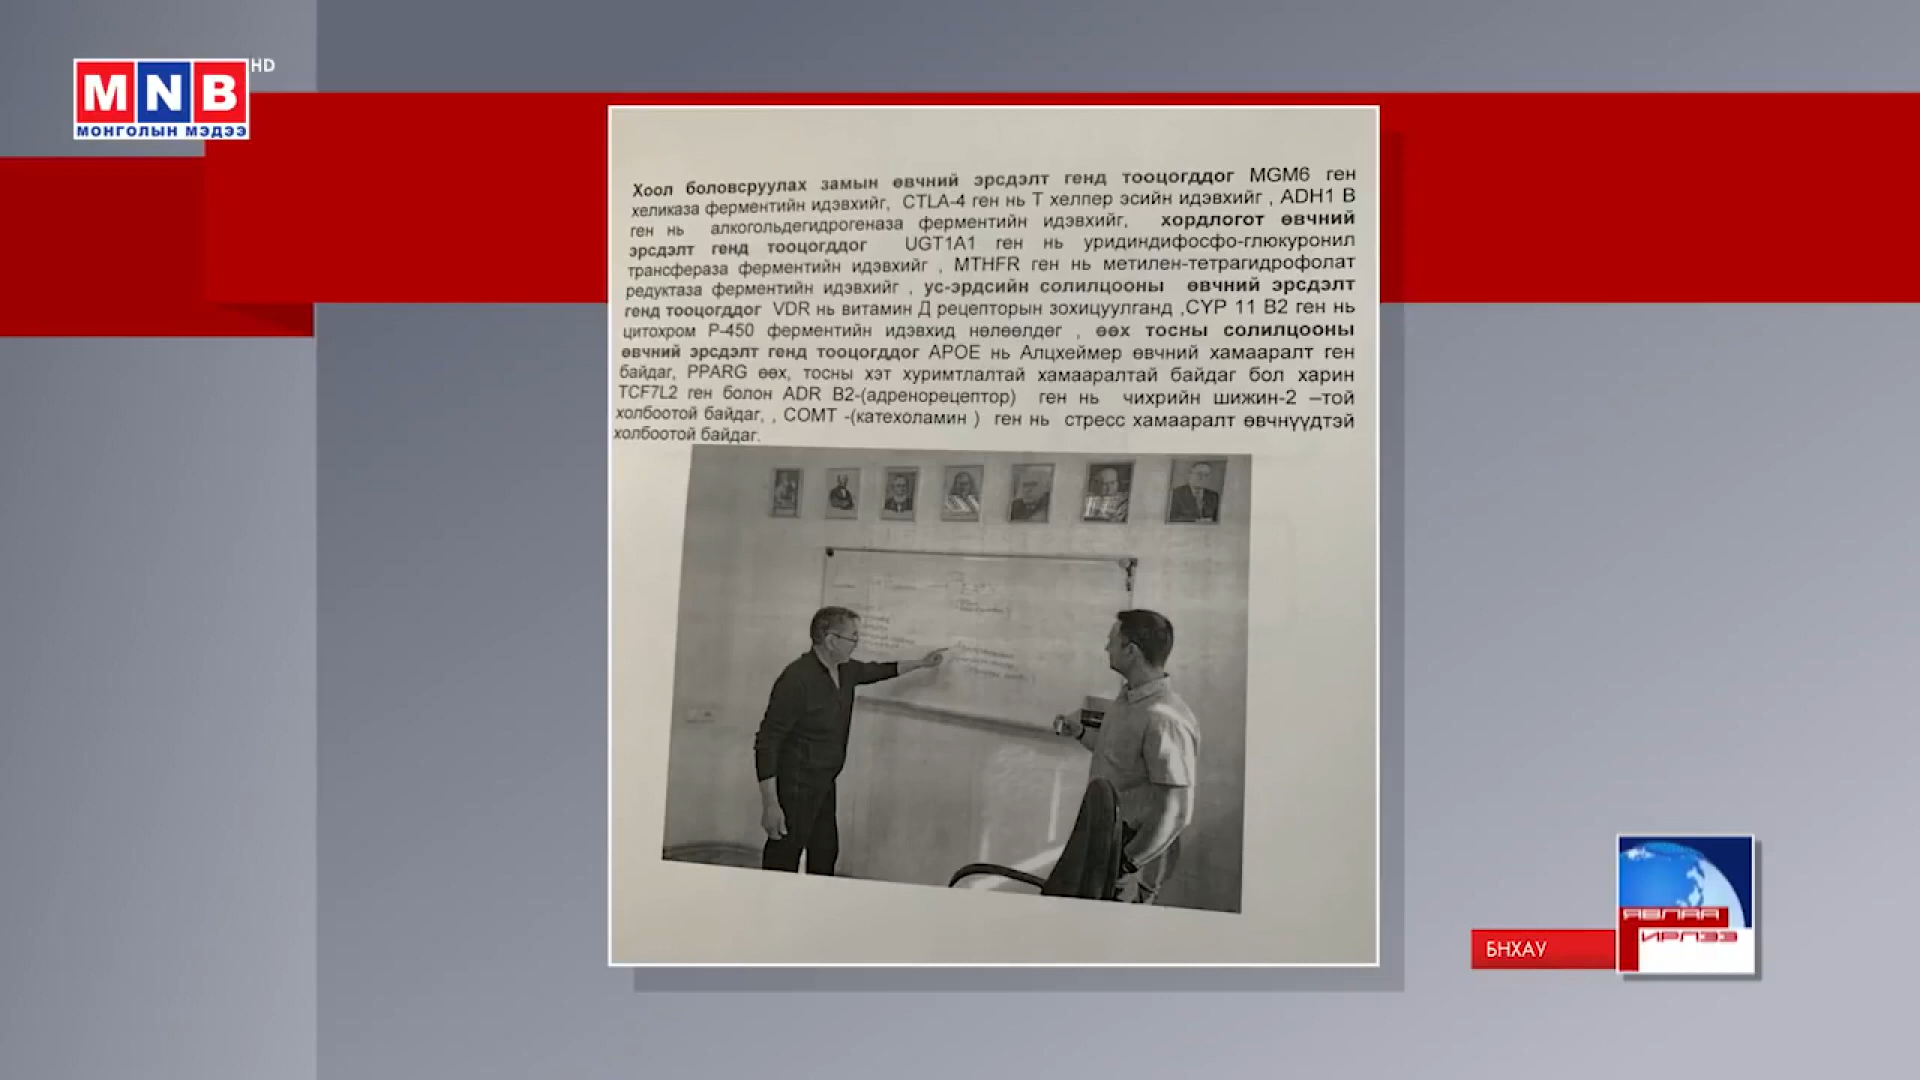 MNB HD
МОНГОЛЫН МЭДЭЭ
Хоол боловсруулах замын өвчний эрсдэлт генд тооцогддог MGM6 ген
хеликаза ферментийн идэвхийг, CTLA-4 ген нь Т хелпер эсийн идэвхийг , ADH1 B
ген нь алкогольдегидрогеназа ферментийн идэвхийг, хордлогот өвчний
эрсдэлт генд тооцогддог UGT1A1 ген нь уридиндифосфо-глюкуронил
трансфераза ферментийн идэвхийг , MTHFR ген нь метилен-тетрагидрофолат
редуктаза ферментийн идэвхийг , ус-эрдсийн солилцооны өвчний эрсдэлт
генд тооцогддог VDR нь витамин Д рецепторын зохицуулганд ,CYP 11 B2 ген нь
цитохром P-450 ферментийн идэвхид нөлөөлдөг , өөх тосны солилцооны
өвчний эрсдэлт генд тооцогддог APOE нь Алцхеймер өвчний хамааралт ген
байдаг, PPARG өөх, тосны хэт хуримтлалтай хамааралтай байдаг бол харин
TCF7L2 ген болон ADR B2-(адренорецептор) ген нь чихрийн шижин-2 –той
холбоотой байдаг, , COMT -(катехоламин ) ген нь стресс хамааралт өвчнүүдтэй
холбоотой байдаг.
ЯВЛАА
ИРЛЭЭ
БНХАУ